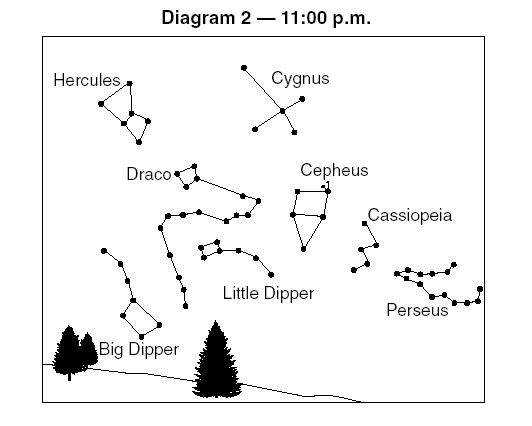 Diagram 2 — 11:00 p.m.
Hercules
Cygnus
Draco
Cepheus
Cassiopeia
Little Dipper
Perseus
Big Dipper